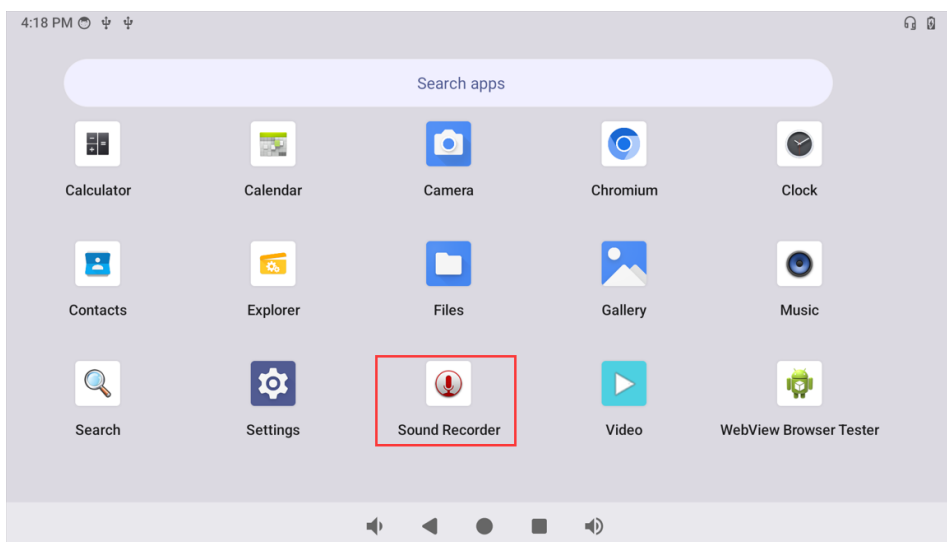 4:18 PM
Search apps
Calculator Calendar Camera Chromium Clock
Contacts Explorer Files Gallery Music
Search Settings Sound Recorder Video WebView Browser Tester